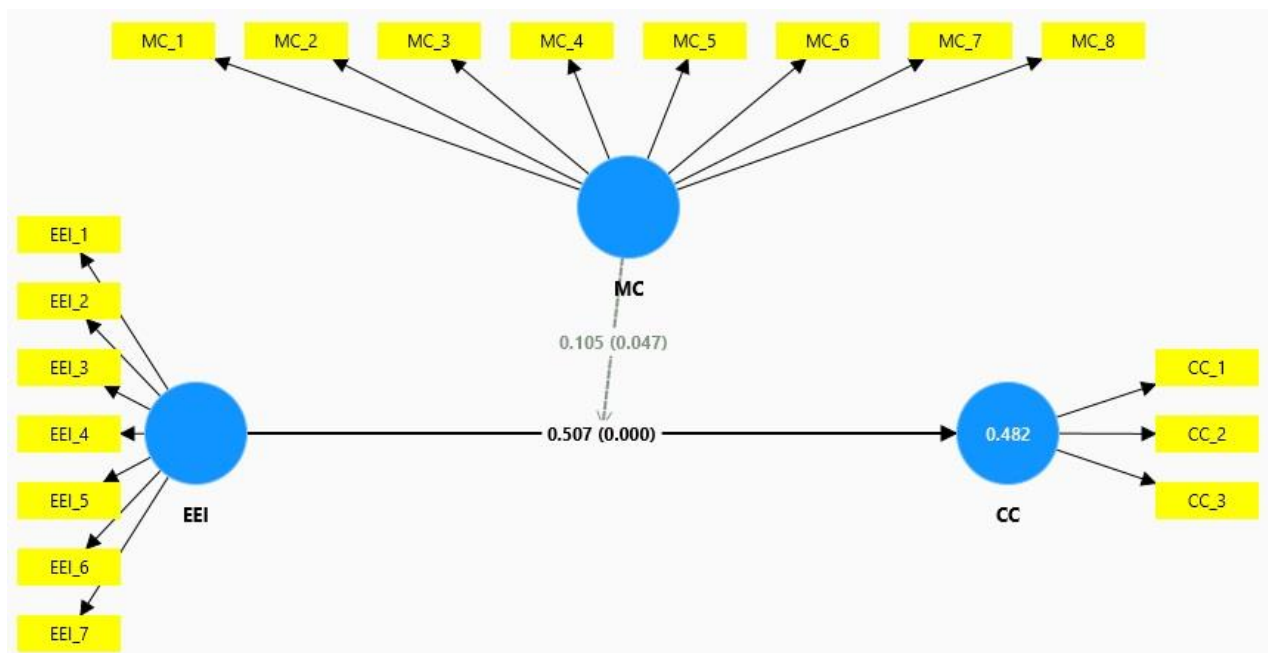 MC_1 MC_2 MC_3 MC_4 MC_5 MC_6 MC_7 MC_8
MC
0.105 (0.047)
EEI_1
EEI_2
EEI_3
EEI_4
EEI_5
EEI_6
EEI_7
EEI
0.507 (0.000)
0.482
CC
CC_1
CC_2
CC_3